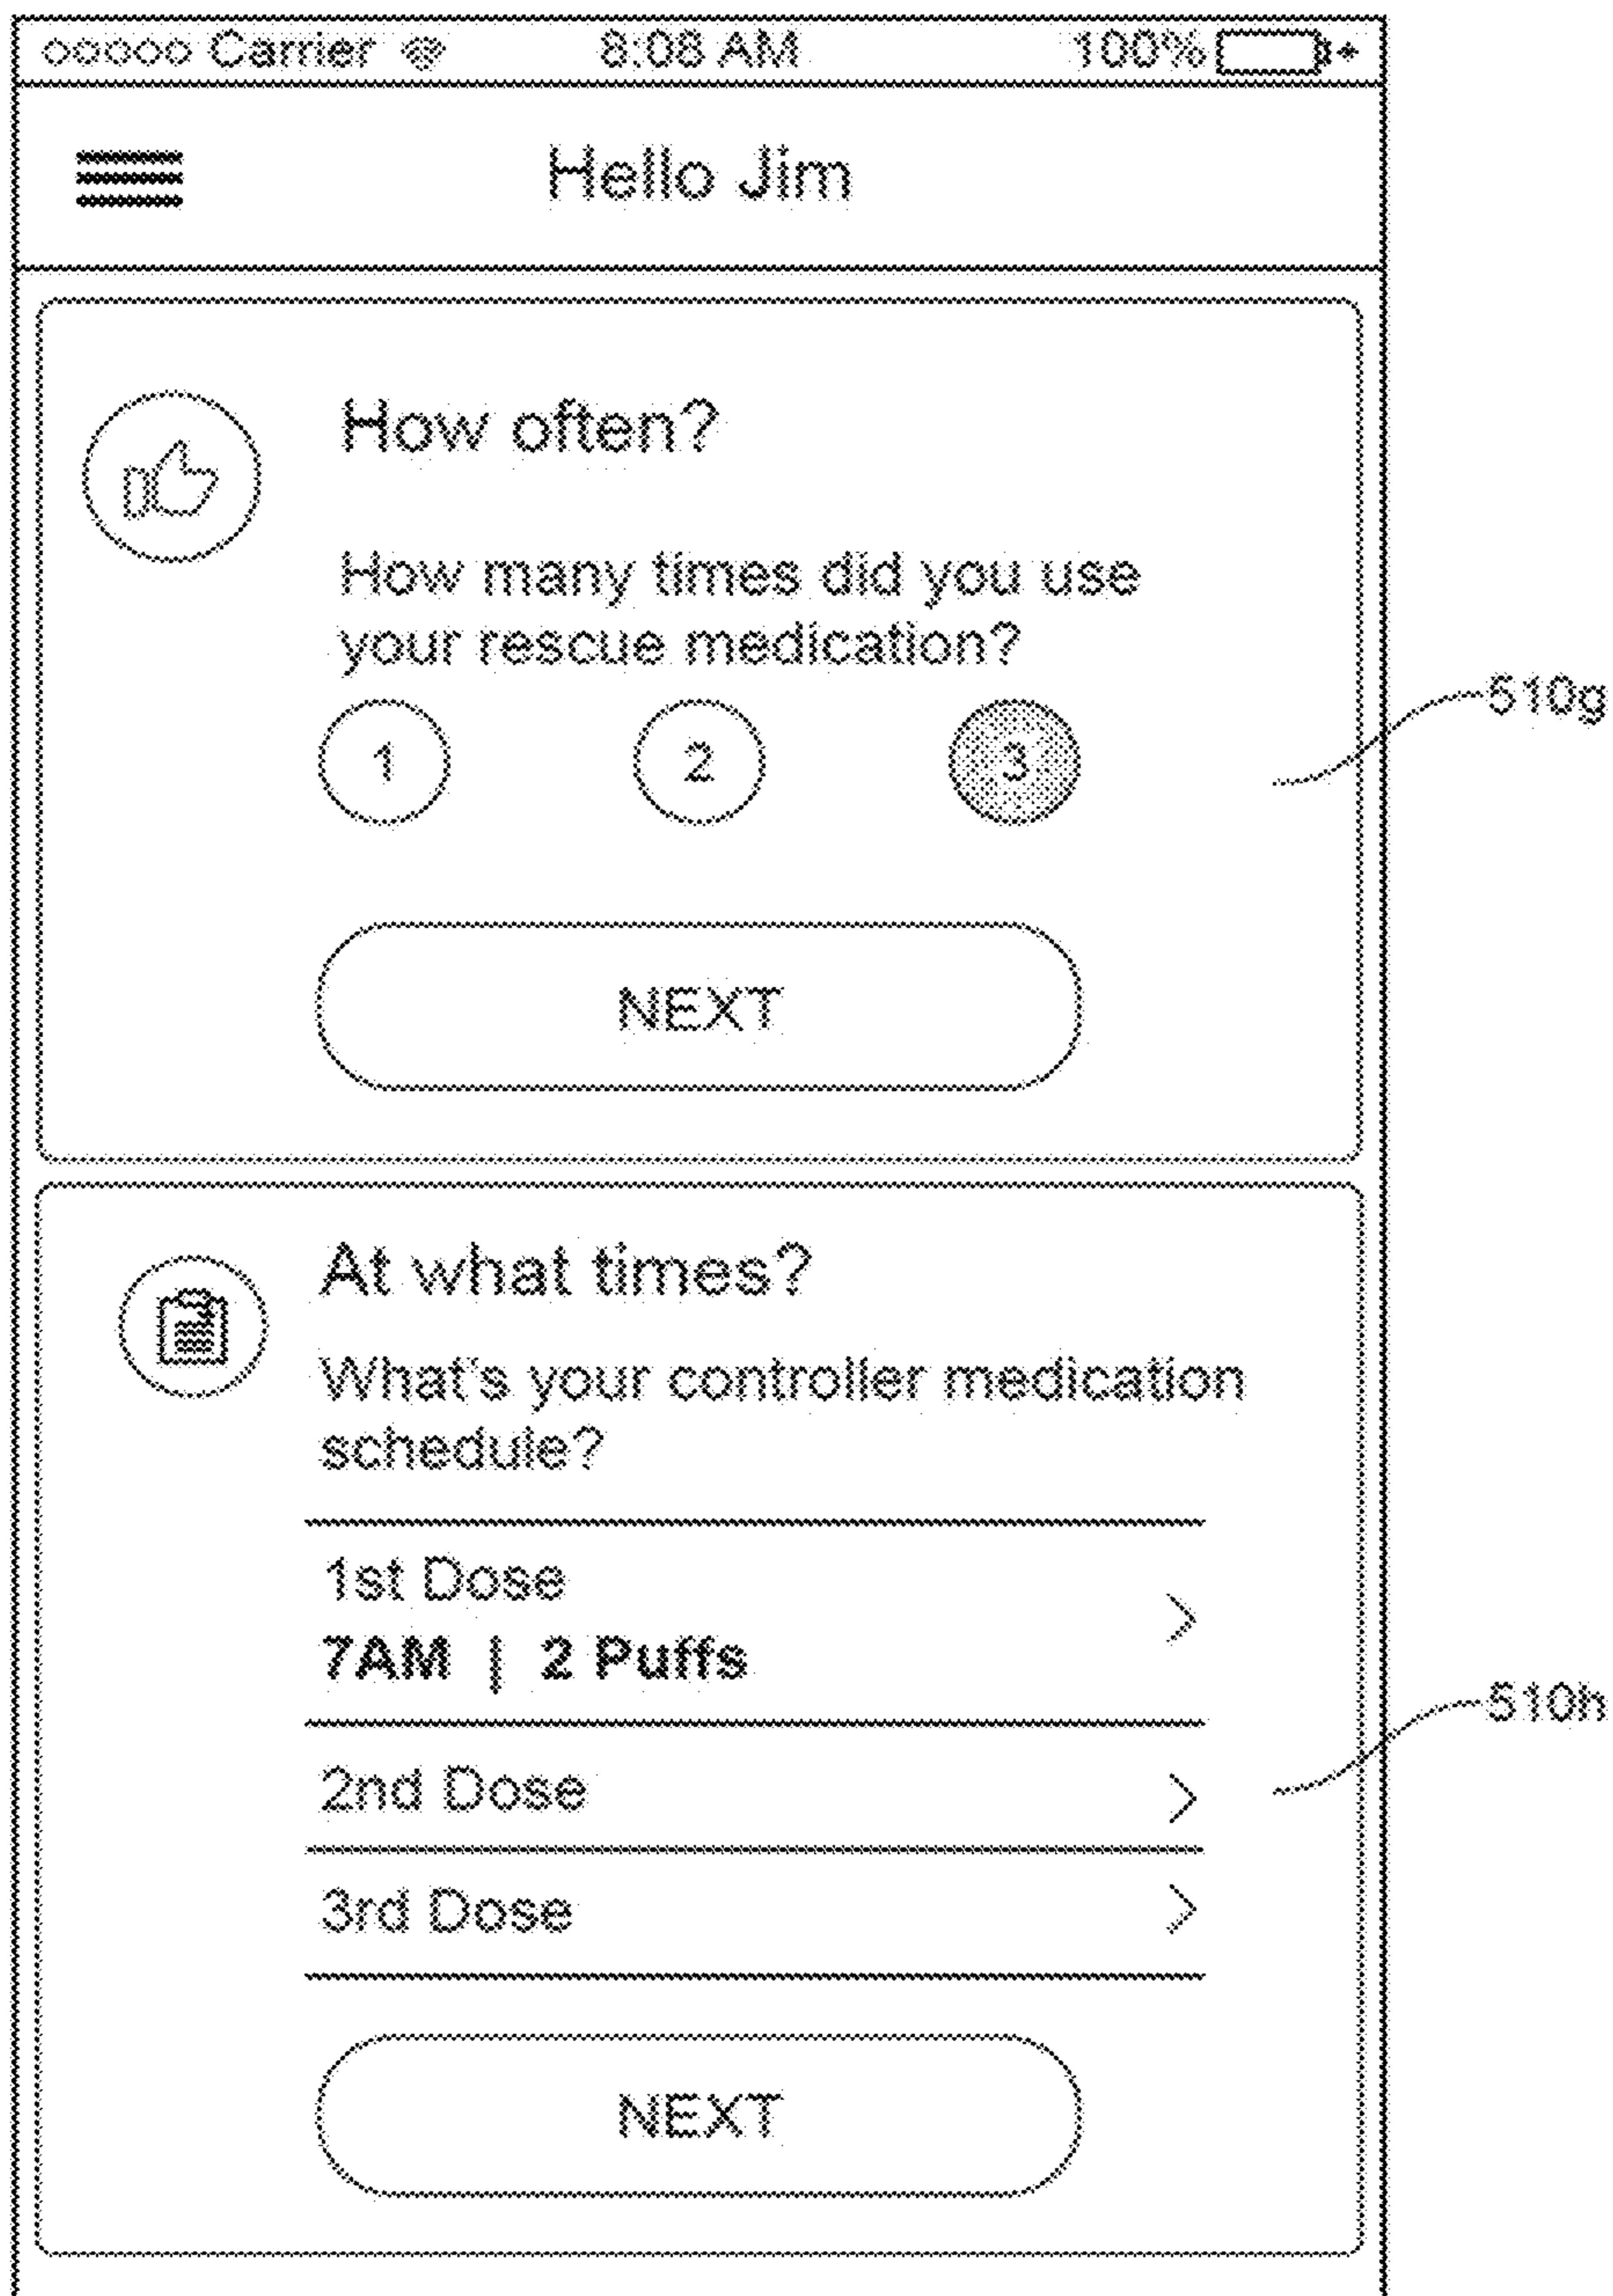 Carrier 8:08 AM 100%
Hello Jim
How often?
How many times did you use
your rescue medication?
1 2 3
510g
NEXT
At what times?
What's your controller medication
schedule?
1st Dose
7AM | 2 Puffs
510h
2nd Dose
3rd Dose
NEXT